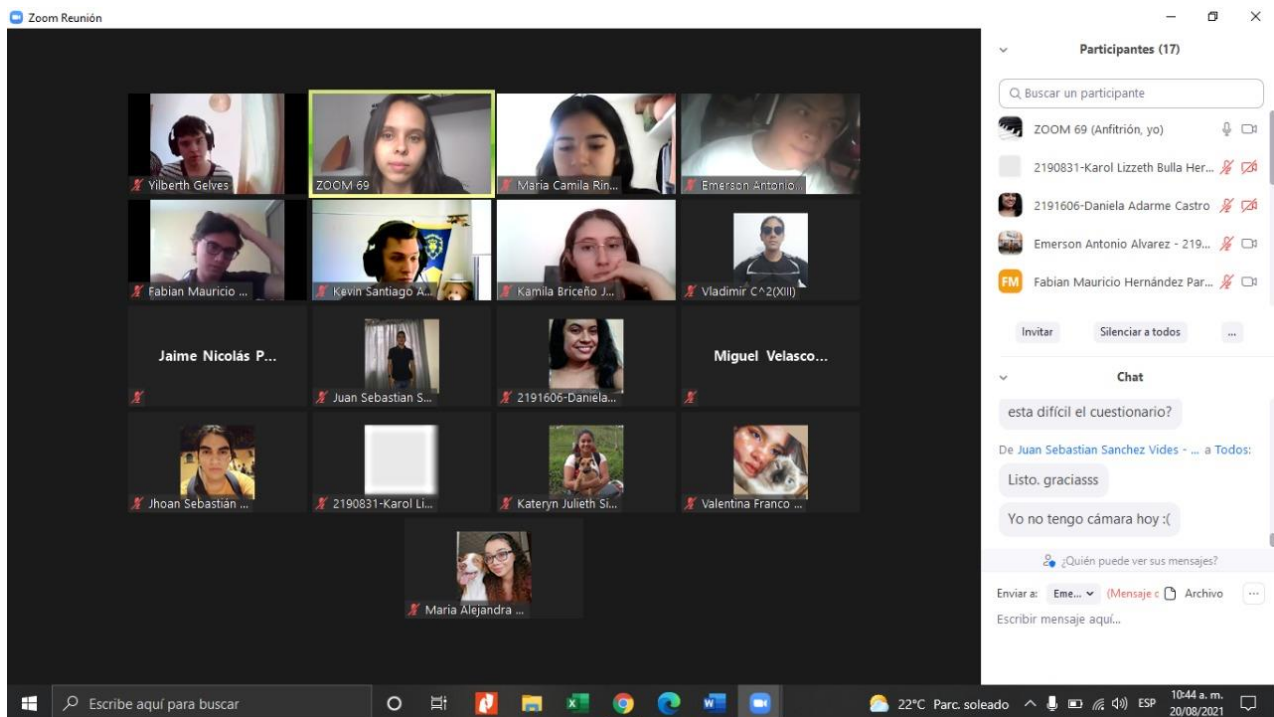 Zoom Reunión
Yilberth Gelves
ZOOM 69
Maria Camila Rin...
Emerson Antonio...
Fabian Mauricio ...
Kevin Santiago A...
Kamila Briceño J...
Vladimir C^2(XIII)
Jaime Nicolás P...
Juan Sebastian S...
2191606-Daniela...
Miguel Velasco...
Jhoan Sebastián ...
2190831-Karol Li...
Kateryn Julieth Si...
Valentina Franco ...
Maria Alejandra ...
Participantes (17)
Buscar un participante
ZOOM 69 (Anfitrión, yo)
2190831-Karol Lizzeth Bulla Her...
2191606-Daniela Adarme Castro
Emerson Antonio Alvarez - 219...
FM
Fabian Mauricio Hernández Par...
Invitar
Silenciar a todos
...
Chat
esta difícil el cuestionario?
De Juan Sebastian Sanchez Vides - ... a Todos:
Listo. graciasss
Yo no tengo cámara hoy :(
¿Quién puede ver sus mensajes?
Enviar a: Eme... (Mensaje c Archivo ...
Escribir mensaje aquí...
Escribe aquí para buscar
22°C Parc. soleado
ESP
10:44 a. m.
20/08/2021